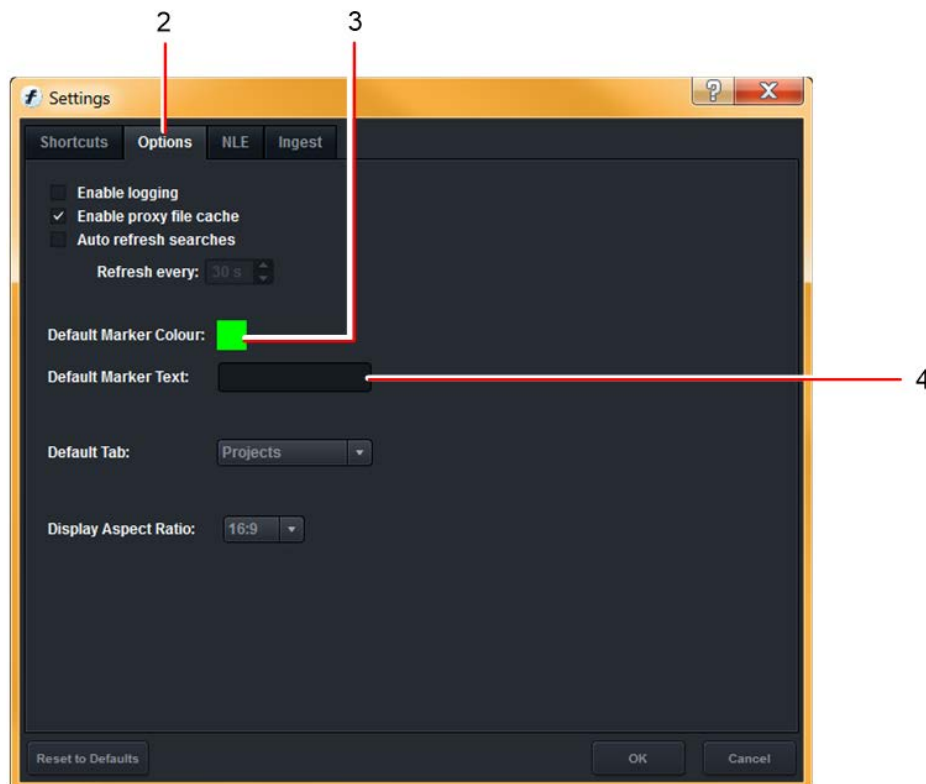 2 3
Settings
Shortcuts Options NLE Ingest
Enable logging
Enable proxy file cache
Auto refresh searches
Refresh every: 30 s
Default Marker Colour:
Default Marker Text:
4
Default Tab: Projects
Display Aspect Ratio: 16:9
Reset to Defaults OK Cancel